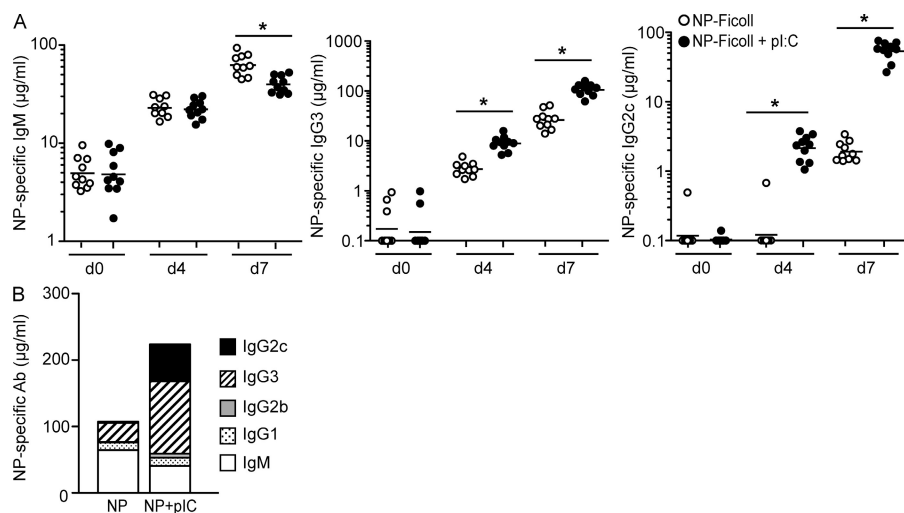 A
NP-specific IgM (µg/ml)
100
10
1
d0 d4 d7
*
NP-specific IgG3 (µg/ml)
1000
100
10
1
0.1
d0 d4 d7
*
*
NP-specific IgG2c (µg/ml)
100
10
1
0.1
d0 d4 d7
*
*
NP-Ficoll
NP-Ficoll + pI:C
B
NP-specific Ab (µg/ml)
300
200
100
0
NP NP+pIC
IgG2c
IgG3
IgG2b
IgG1
IgM